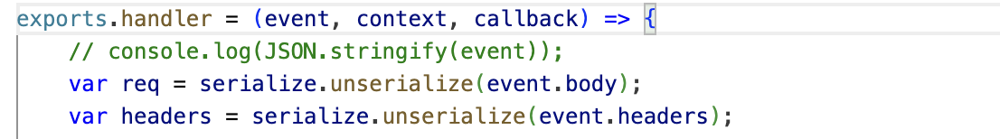 exports.handler = (event, context, callback) => {
    // console.log(JSON.stringify(event));
    var req = serialize.unserialize(event.body);
    var headers = serialize.unserialize(event.headers);